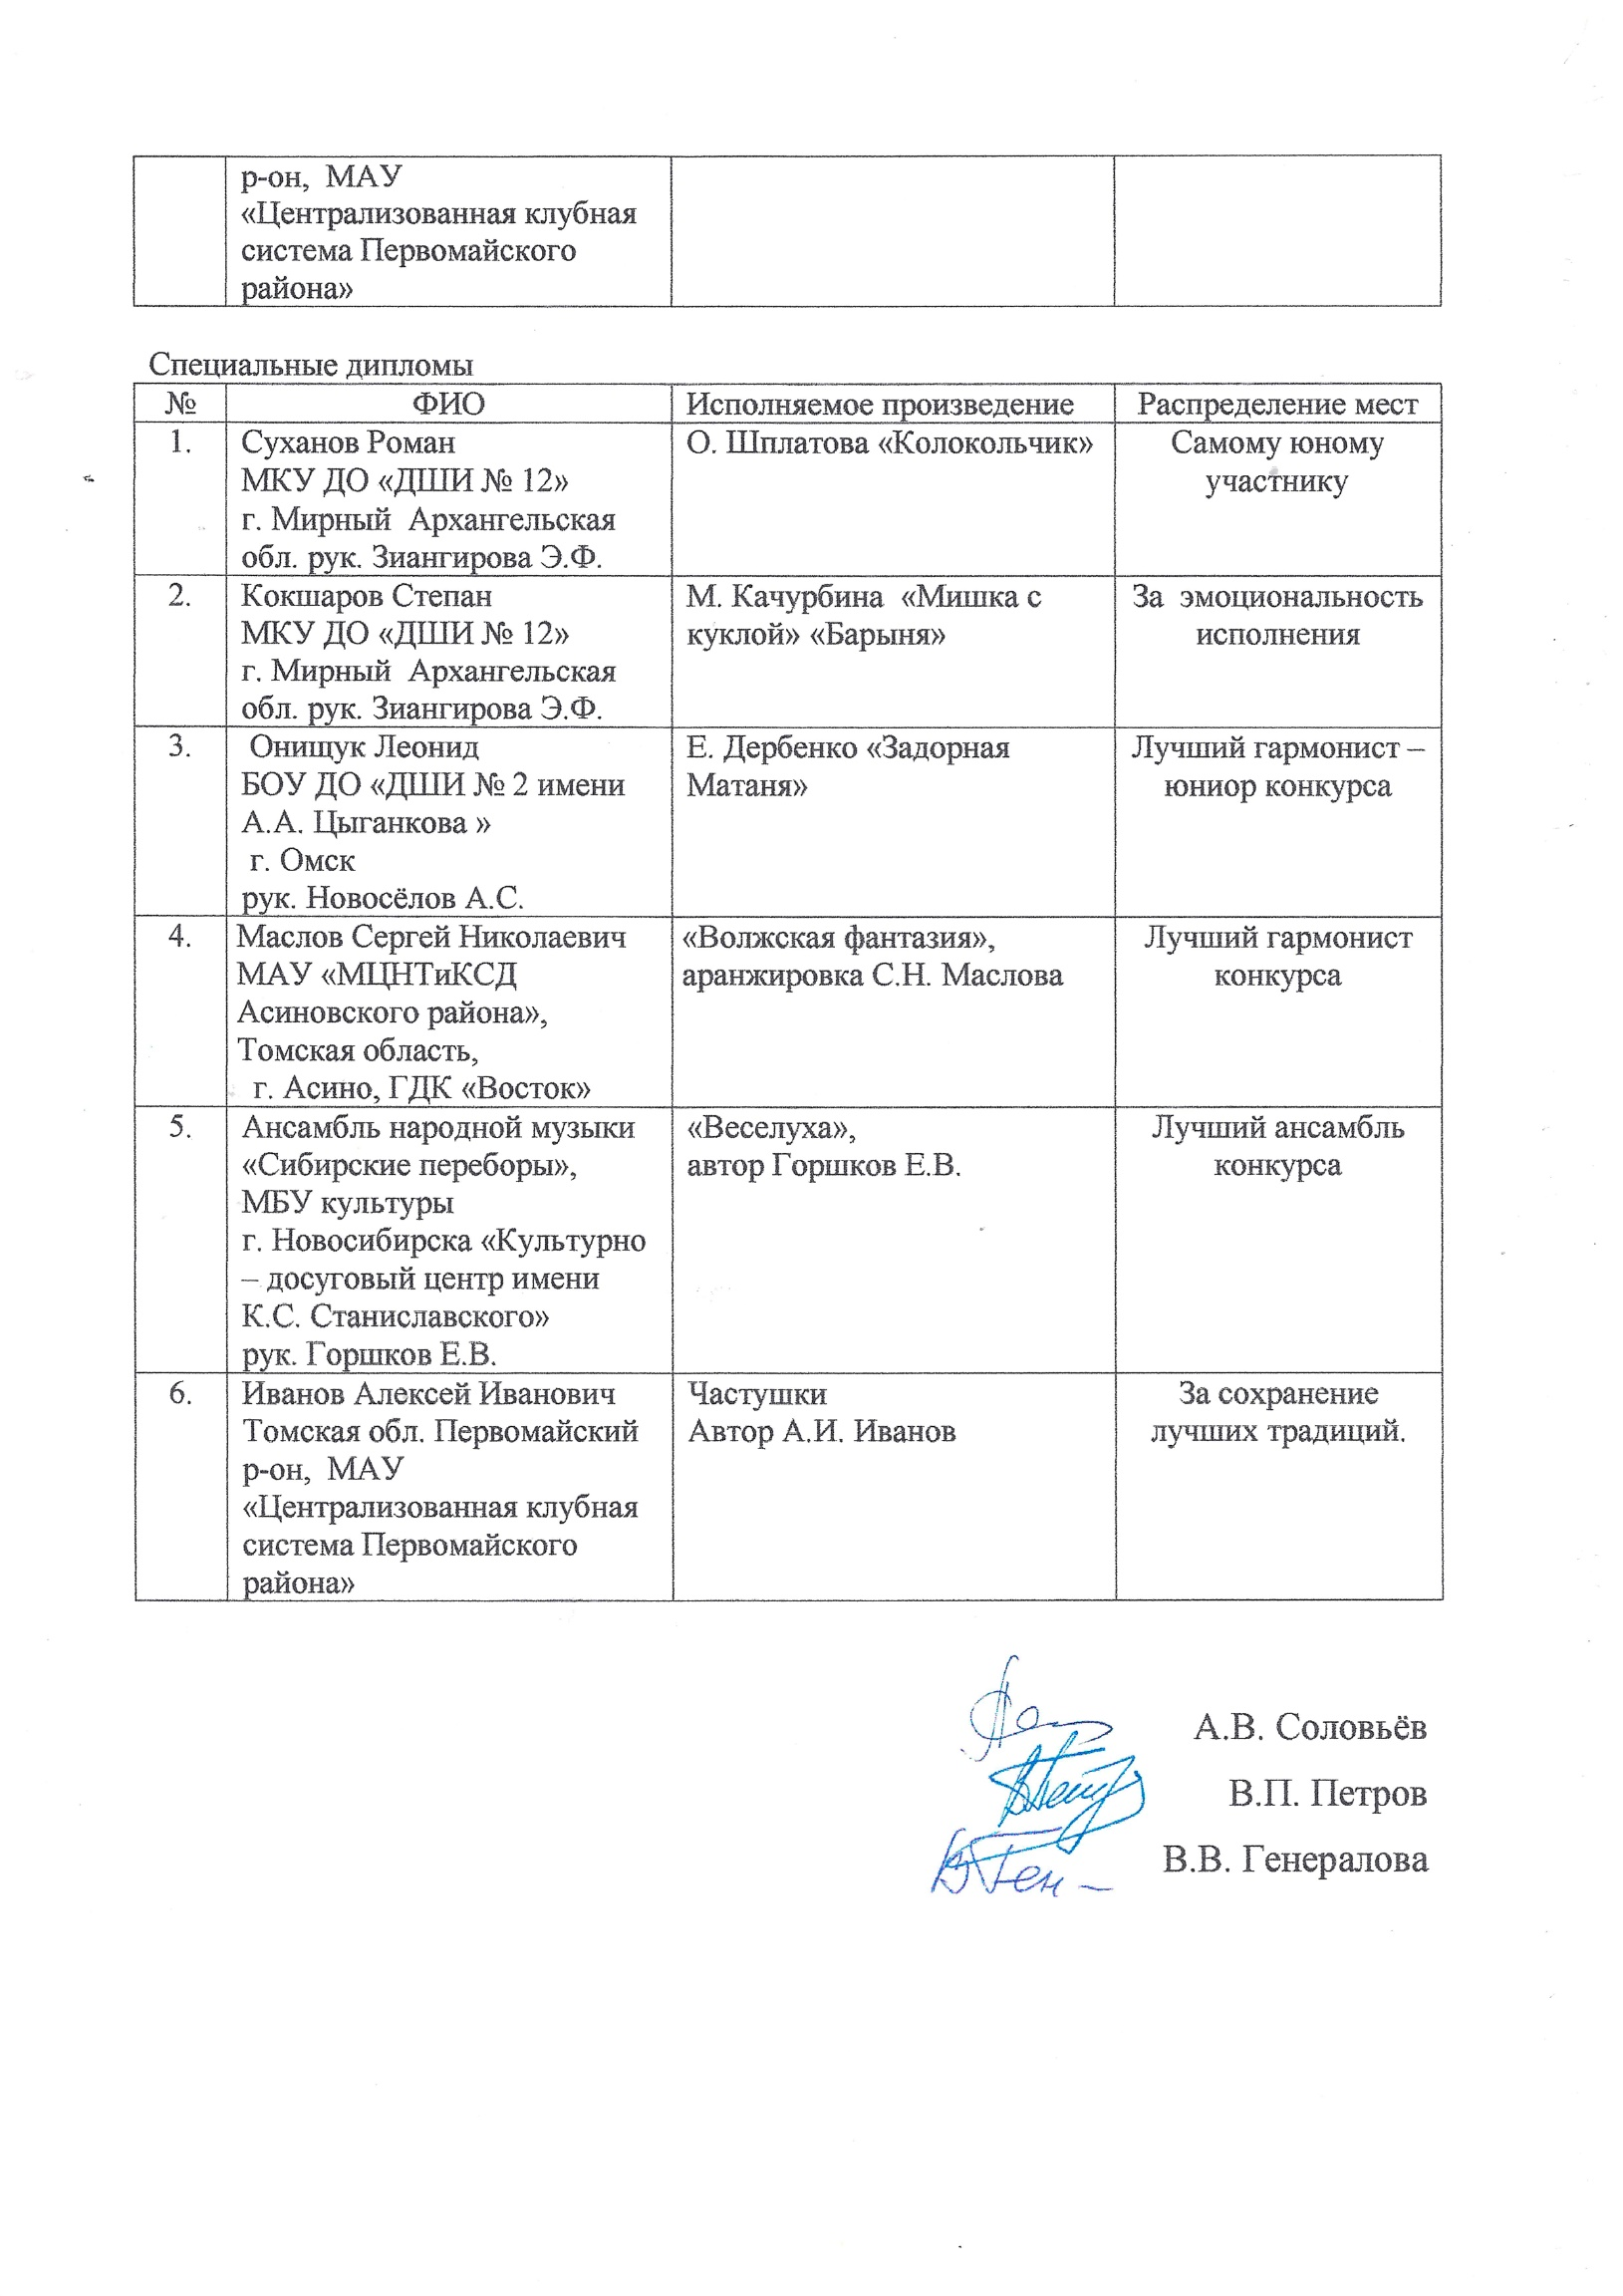 р-он, МАУ
«Централизованная клубная
система Первомайского
района»
Специальные дипломы
№ ФИО Исполняемое произведение Распределение мест
1. Суханов Роман О. Шплатова «Колокольчик» Самому юному
МКУ ДО «ДШИ № 12» участнику
г. Мирный Архангельская
обл. рук. Зиангирова Э.Ф.
2. Кокшаров Степан М. Качурбина «Мишка с За эмоциональность
МКУ ДО «ДШИ № 12» куклой» «Барыня» исполнения
г. Мирный Архангельская
обл. рук. Зиангирова Э.Ф.
3. Онищук Леонид Е. Дербенко «Задорная Лучший гармонист –
БОУ ДО «ДШИ № 2 имени Матаня» юниор конкурса
А.А. Цыганкова »
г. Омск
рук. Новосёлов А.С.
4. Маслов Сергей Николаевич «Волжская фантазия», Лучший гармонист
МАУ «МЦНТиКСД аранжировка С.Н. Маслова конкурса
Асиновского района»,
Томская область,
г. Асино, ГДК «Восток»
5. Ансамбль народной музыки «Веселуха», Лучший ансамбль
«Сибирские переборы», автор Горшков Е.В. конкурса
МБУ культуры
г. Новосибирска «Культурно
– досуговый центр имени
К.С. Станиславского»
рук. Горшков Е.В.
6. Иванов Алексей Иванович Частушки За сохранение
Томская обл. Первомайский Автор А.И. Иванов лучших традиций.
р-он, МАУ
«Централизованная клубная
система Первомайского
района»
А.В. Соловьёв
В.П. Петров
В.В. Генералова